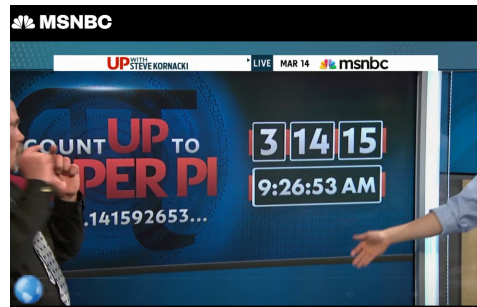 MSNBC
UP WITH STEVE KORNACKI
LIVE MAR 14 msnbc
COUNT UP TO
PER PI
.141592653...
3 14 15
9:26:53 AM